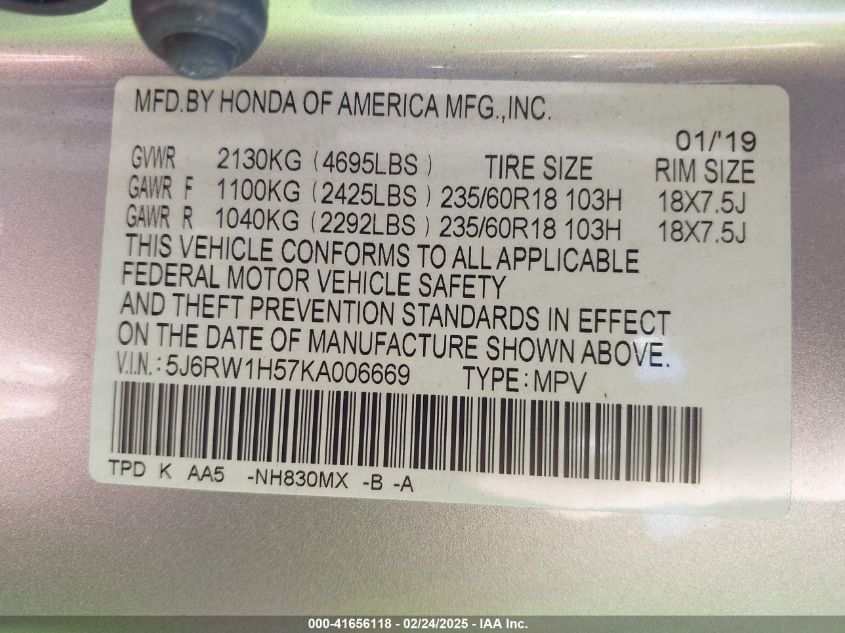 MFD.BY HONDA OF AMERICA MFG.,INC.
01/'19
GVWR 2130KG (4695LBS) TIRE SIZE RIM SIZE
GAWR F 1100KG (2425LBS) 235/60R18 103H 18X7.5J
GAWR R 1040KG (2292LBS) 235/60R18 103H 18X7.5J
THIS VEHICLE CONFORMS TO ALL APPLICABLE
FEDERAL MOTOR VEHICLE SAFETY
AND THEFT PREVENTION STANDARDS IN EFFECT
ON THE DATE OF MANUFACTURE SHOWN ABOVE.
V.I.N.: 5J6RW1H57KA006669 TYPE: MPV
TPD K AA5 -NH830MX -B -A
000-41656118 - 02/24/2025 - IAA Inc.